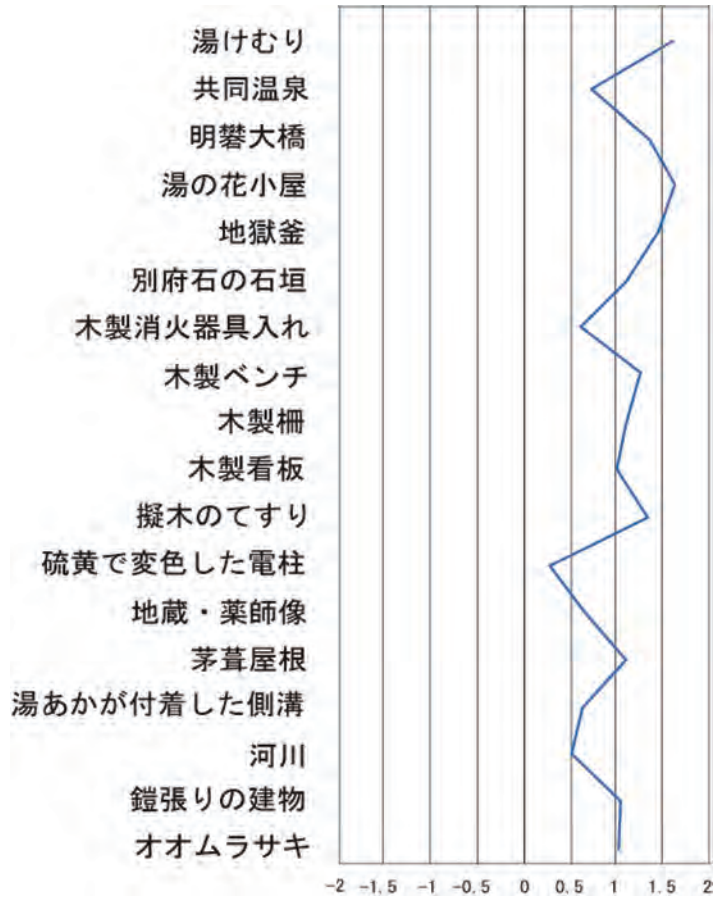 湯けむり
共同温泉
明礬大橋
湯の花小屋
地獄釜
別府石の石垣
木製消火器具入れ
木製ベンチ
木製柵
木製看板
擬木のてすり
硫黄で変色した電柱
地蔵・薬師像
茅葺屋根
湯あかが付着した側溝
河川
鎧張りの建物
オオムラサキ
-2 -1.5 -1 -0.5 0 0.5 1 1.5 2